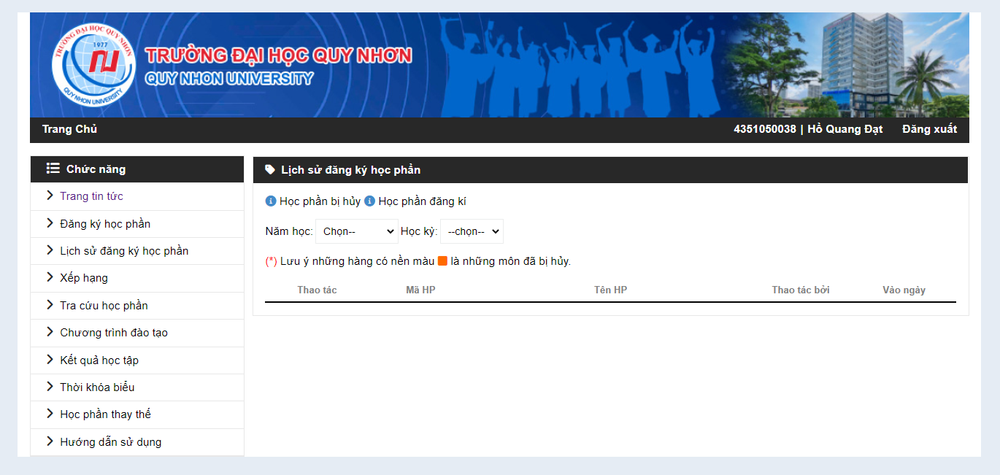 TRƯỜNG ĐẠI HỌC QUY NHƠN
1977
QUY NHON UNIVERSITY
TRƯỜNG ĐẠI HỌC QUY NHƠN
QUY NHON UNIVERSITY
Trang Chủ
4351050038 | Hồ Quang Đạt Đăng xuất
Chức năng
Trang tin tức
Đăng ký học phần
Lịch sử đăng ký học phần
Xếp hạng
Tra cứu học phần
Chương trình đào tạo
Kết quả học tập
Thời khóa biểu
Học phần thay thế
Hướng dẫn sử dụng
Lịch sử đăng ký học phần
Học phần bị hủy Học phần đăng kí
Năm học: Chọn-- Học kỳ: --chọn--
(*) Lưu ý những hàng có nền màu là những môn đã bị hủy.
Thao tác Mã HP Tên HP Thao tác bởi Vào ngày